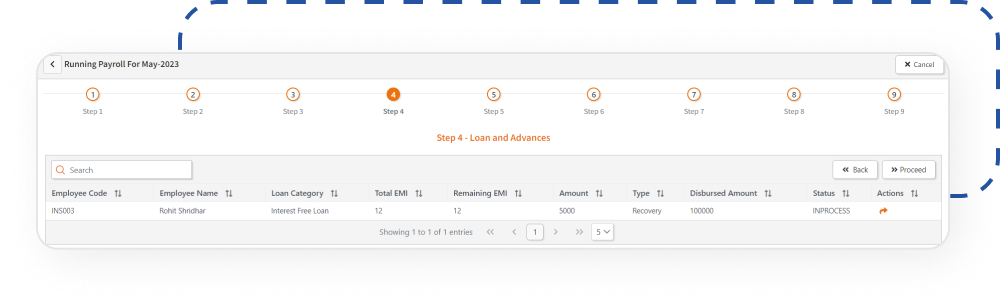 Running Payroll For May-2023
Cancel
1 2 3 4 5 6 7 8 9
Step 1 Step 2 Step 3 Step 4 Step 5 Step 6 Step 7 Step 8 Step 9
Step 4 - Loan and Advances
Search Back Proceed
Employee Code Employee Name Loan Category Total EMI Remaining EMI Amount Type Disbursed Amount Status Actions
INS003 Rohit Shridhar Interest Free Loan 12 12 5000 Recovery 100000 INPROCESS
Showing 1 to 1 of 1 entries 1 5